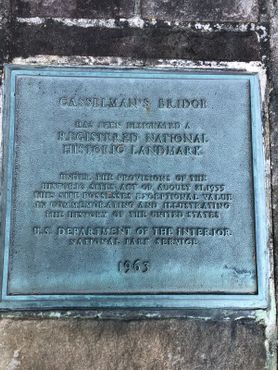 CASSELMAN'S BRIDGE
HAS BEEN DESIGNATED A
REGISTERED NATIONAL
HISTORIC LANDMARK
UNDER THE PROVISIONS OF THE
HISTORIC SITES ACT OF AUGUST 21, 1935
THIS SITE POSSESSES EXCEPTIONAL VALUE
IN COMMEMORATING AND ILLUSTRATING
THE HISTORY OF THE UNITED STATES
U.S. DEPARTMENT OF THE INTERIOR
NATIONAL PARK SERVICE
1963